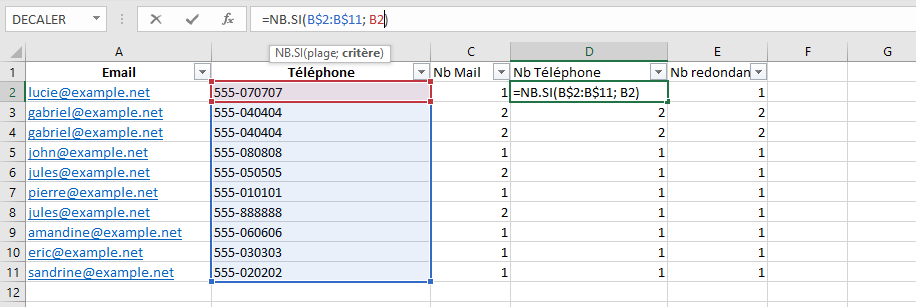 DECALER =NB.SI(B$2:B$11; B2)
NB.SI(plage; critère)
A C D E F G
1 Email Téléphone Nb Mail Nb Téléphone Nb redondan
2 lucie@example.net 555-070707 1 =NB.SI(B$2:B$11; B2) 1
3 gabriel@example.net 555-040404 2 2 2
4 gabriel@example.net 555-040404 2 2 2
5 john@example.net 555-080808 1 1 1
6 jules@example.net 555-050505 2 1 1
7 pierre@example.net 555-010101 1 1 1
8 jules@example.net 555-888888 2 1 1
9 amandine@example.net 555-060606 1 1 1
10 eric@example.net 555-030303 1 1 1
11 sandrine@example.net 555-020202 1 1 1
12